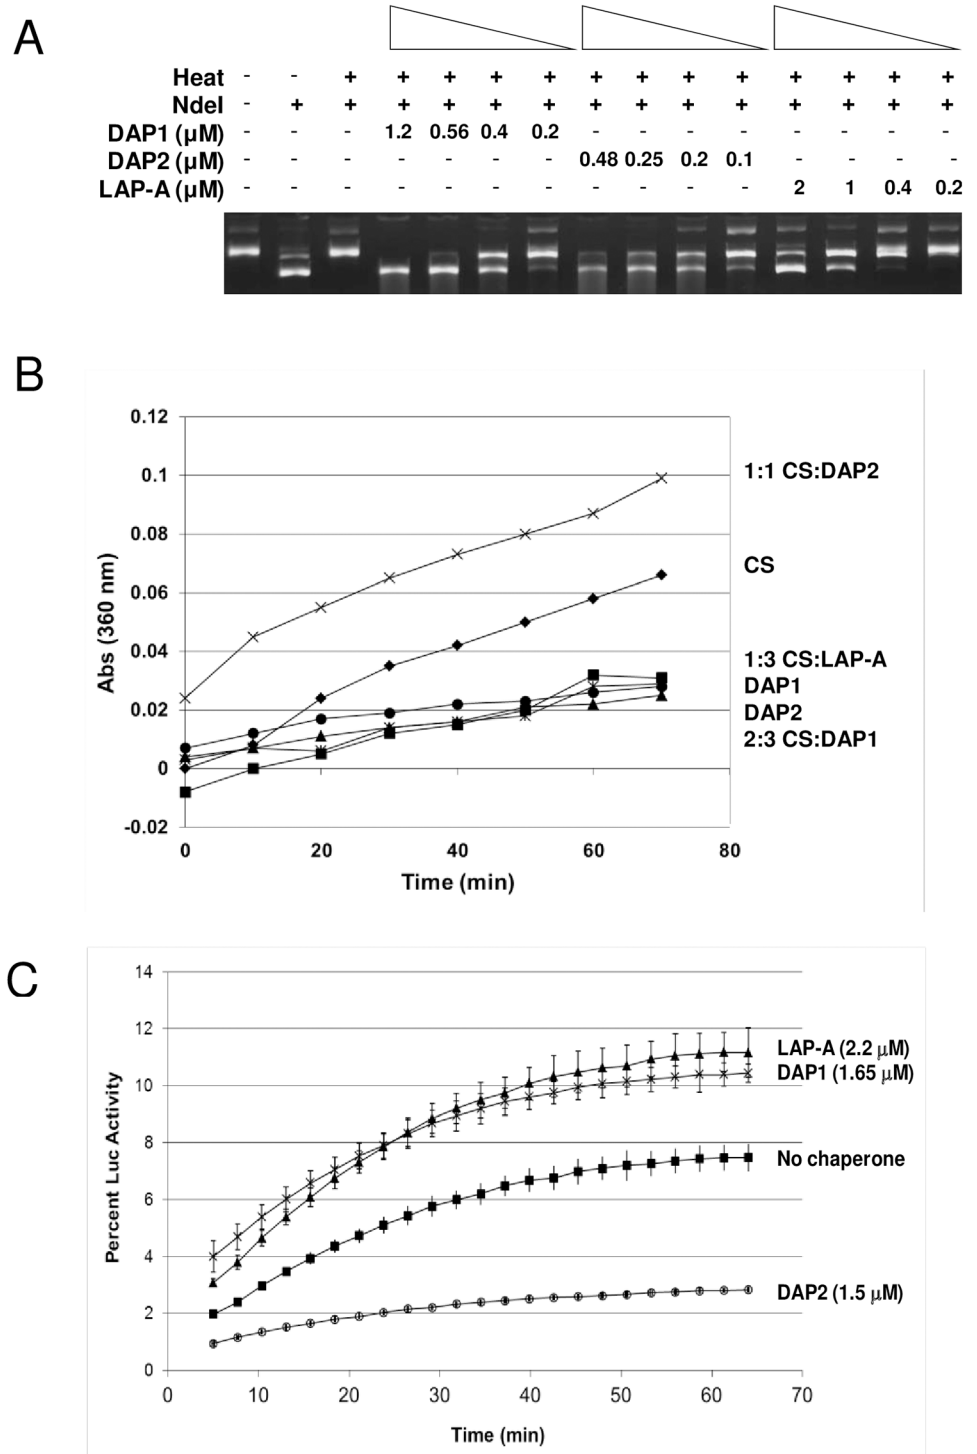 A
Heat - - + + + + + + + + + + + + +
NdeI - + + + + + + + + + + + + + +
DAP1 (μM) - - - 1.2 0.56 0.4 0.2 - - - - - - - -
DAP2 (μM) - - - - - - - 0.48 0.25 0.2 0.1 - - - -
LAP-A (μM) - - - - - - - - - - - 2 1 0.4 0.2
B
0.12
0.1
0.08
0.06
0.04
0.02
0
-0.02
Abs (360 nm)
0 20 40 60 80
Time (min)
1:1 CS:DAP2
CS
1:3 CS:LAP-A
DAP1
DAP2
2:3 CS:DAP1
C
14
12
10
8
6
4
2
0
Percent Luc Activity
0 10 20 30 40 50 60 70
Time (min)
LAP-A (2.2 μM)
DAP1 (1.65 μM)
No chaperone
DAP2 (1.5 μM)